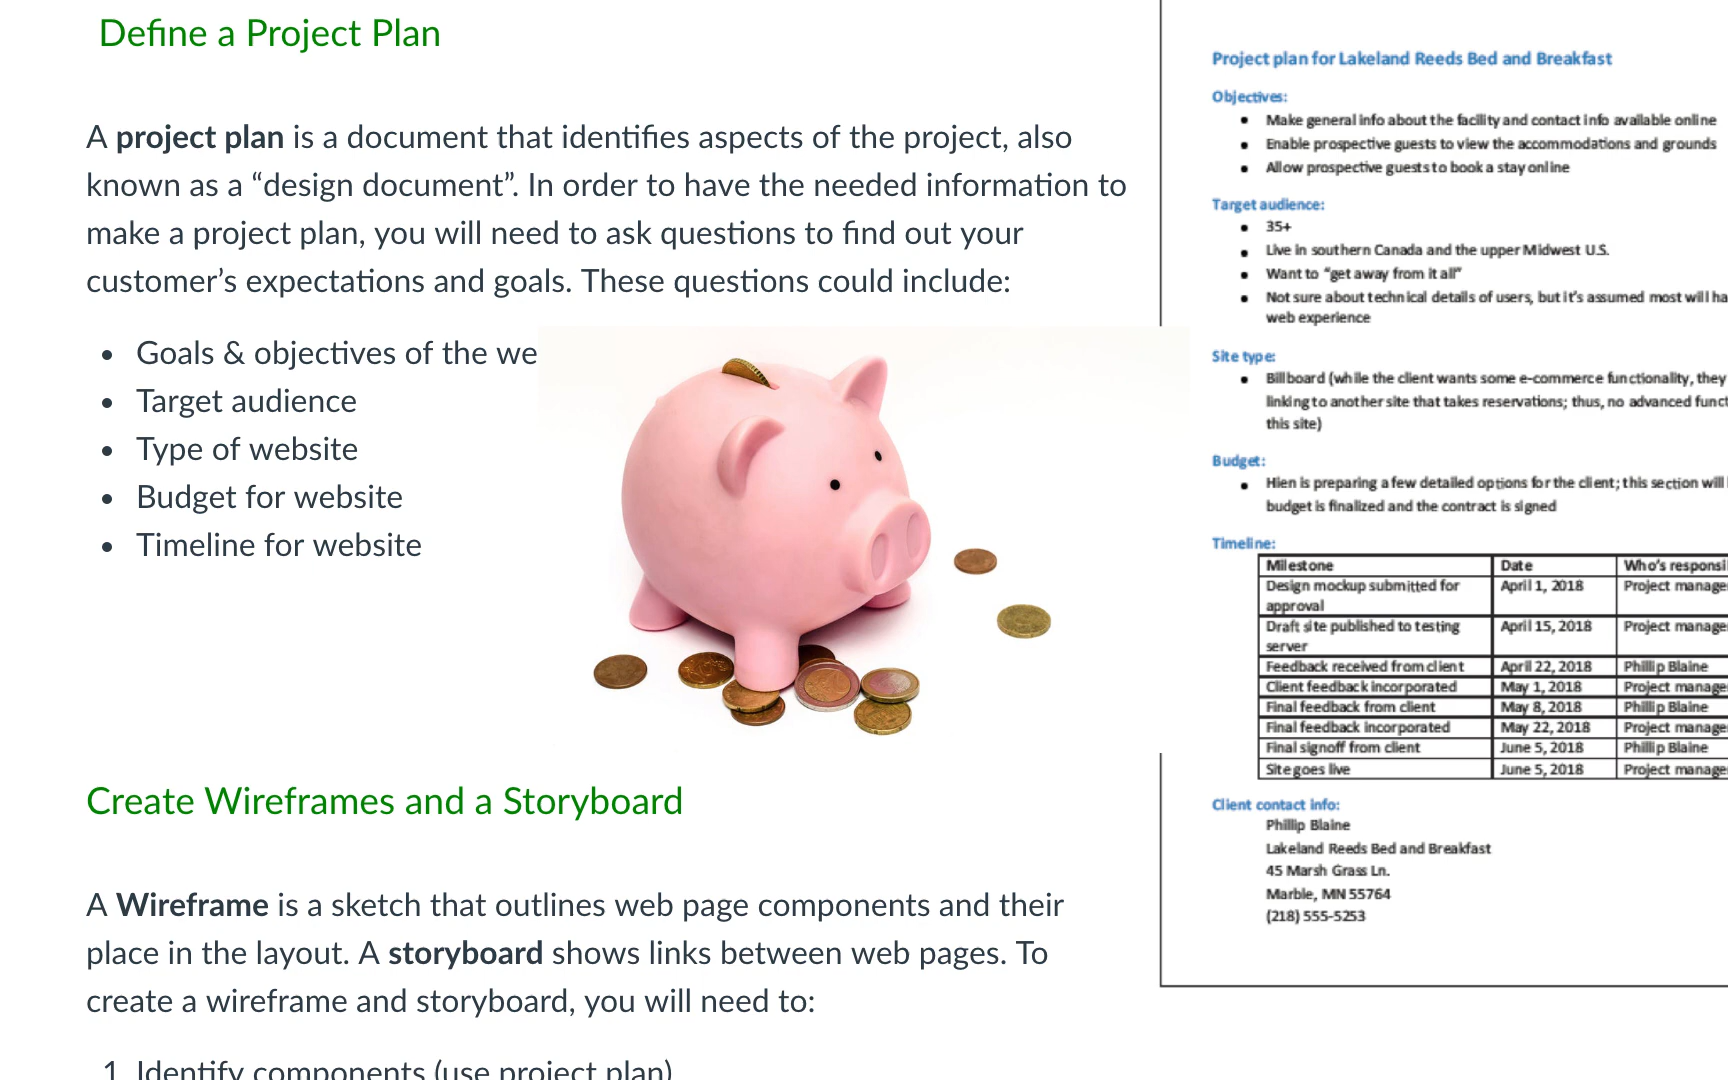 Define a Project Plan
A project plan is a document that identifies aspects of the project, also
known as a “design document”. In order to have the needed information to
make a project plan, you will need to ask questions to find out your
customer’s expectations and goals. These questions could include:
Goals & objectives of the we
Target audience
Type of website
Budget for website
Timeline for website
Create Wireframes and a Storyboard
A Wireframe is a sketch that outlines web page components and their
place in the layout. A storyboard shows links between web pages. To
create a wireframe and storyboard, you will need to:
1. Identify components (use project plan)
Project plan for Lakeland Reeds Bed and Breakfast
Objectives:
Make general info about the facility and contact info available online
Enable prospective guests to view the accommodations and grounds
Allow prospective guests to book a stay online
Target audience:
35+
Live in southern Canada and the upper Midwest U.S.
Want to “get away from it all”
Not sure about technical details of users, but it’s assumed most will ha
web experience
Site type:
Billboard (while the client wants some e-commerce functionality, they
linking to another site that takes reservations; thus, no advanced funct
this site)
Budget:
Hien is preparing a few detailed options for the client; this section will
budget is finalized and the contract is signed
Timeline:
Milestone Date Who’s responsi
Design mockup submitted for April 1, 2018 Project manage
approval
Draft site published to testing April 15, 2018 Project manage
server
Feedback received from client April 22, 2018 Phillip Blaine
Client feedback incorporated May 1, 2018 Project manage
Final feedback from client May 8, 2018 Phillip Blaine
Final feedback incorporated May 22, 2018 Project manage
Final signoff from client June 5, 2018 Phillip Blaine
Site goes live June 5, 2018 Project manage
Client contact info:
Phillip Blaine
Lakeland Reeds Bed and Breakfast
45 Marsh Grass Ln.
Marble, MN 55764
(218) 555-5253